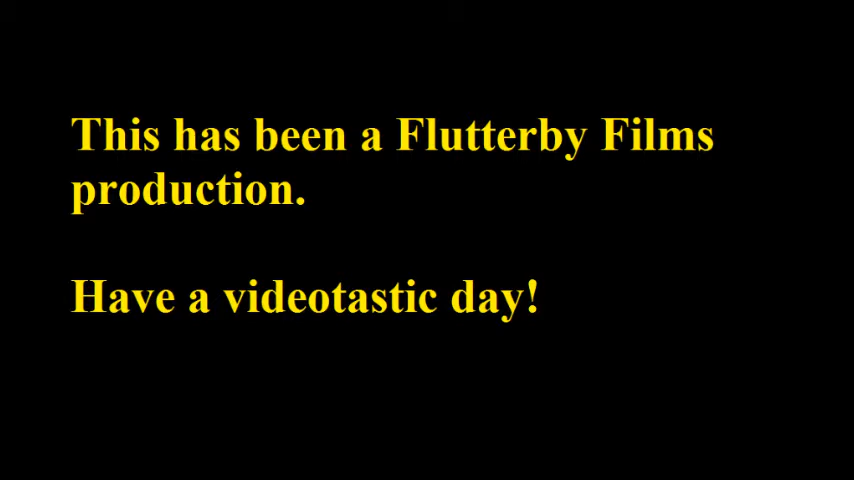 This has been a Flutterby Films
production.
Have a videotastic day!